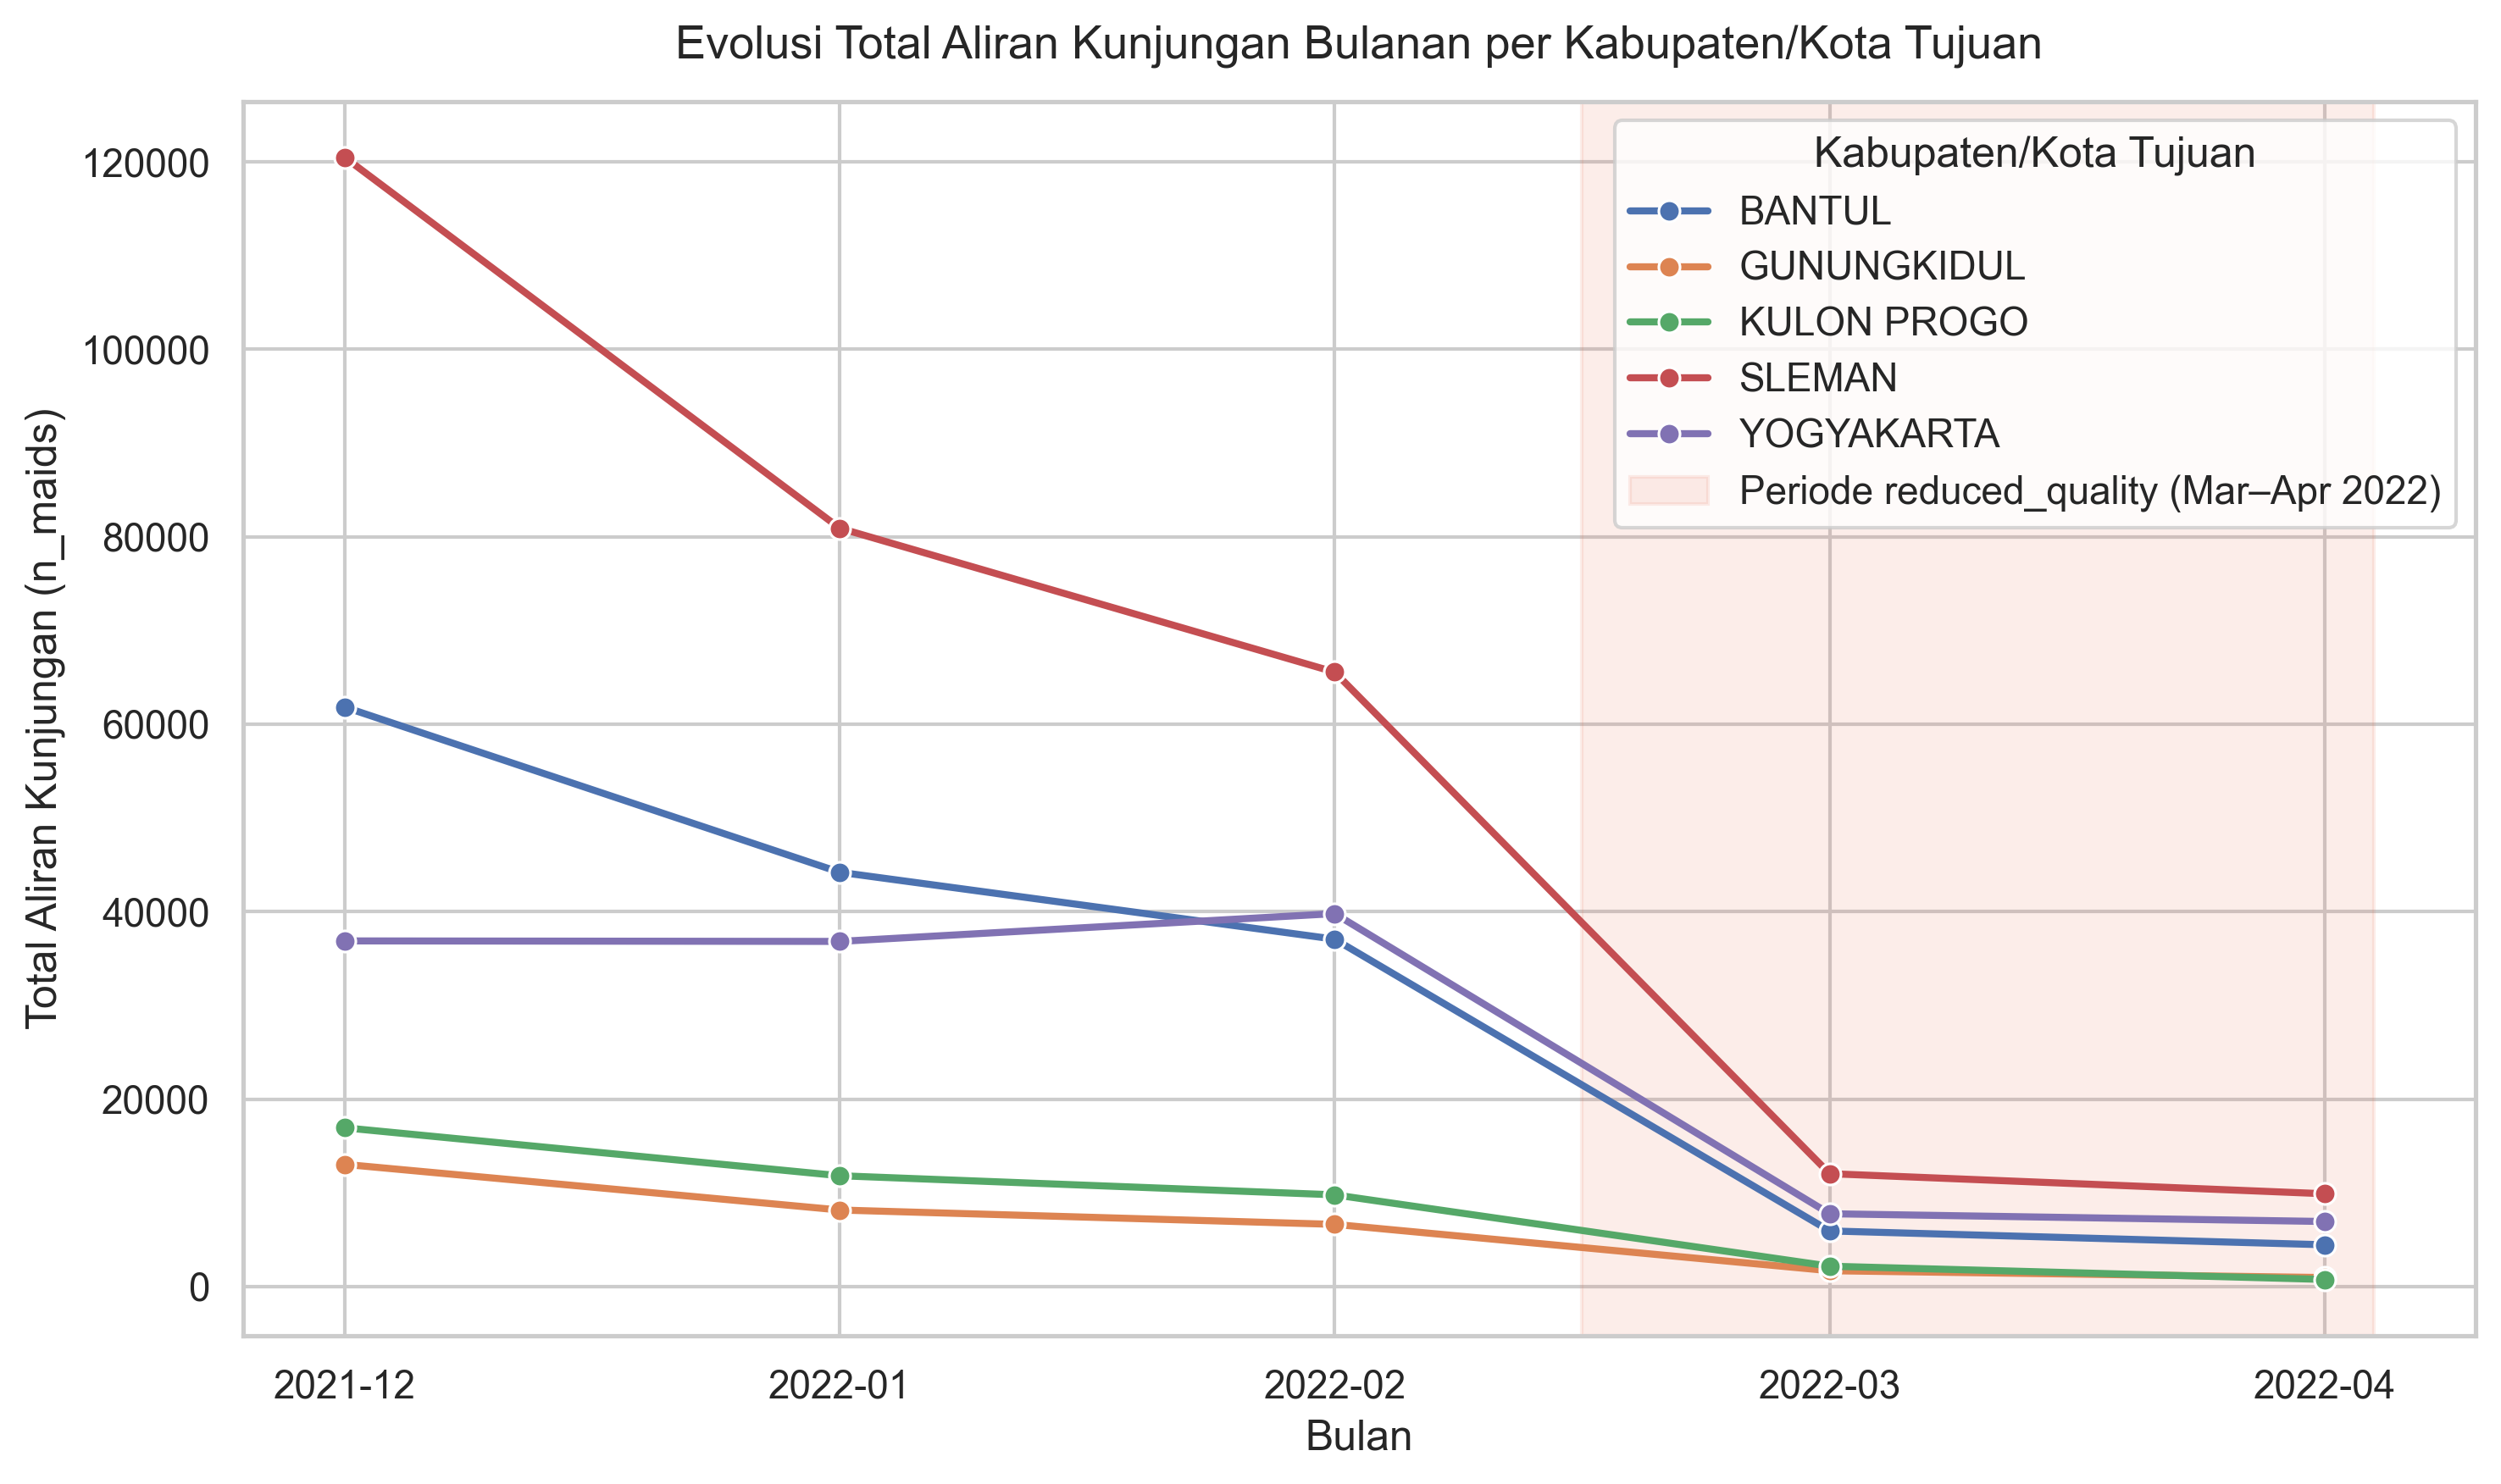 Evolusi Total Aliran Kunjungan Bulanan per Kabupaten/Kota Tujuan
Total Aliran Kunjungan (n_maids)
120000
100000
80000
60000
40000
20000
0
Kabupaten/Kota Tujuan
BANTUL
GUNUNGKIDUL
KULON PROGO
SLEMAN
YOGYAKARTA
Periode reduced_quality (Mar–Apr 2022)
2021-12
2022-01
2022-02
2022-03
2022-04
Bulan